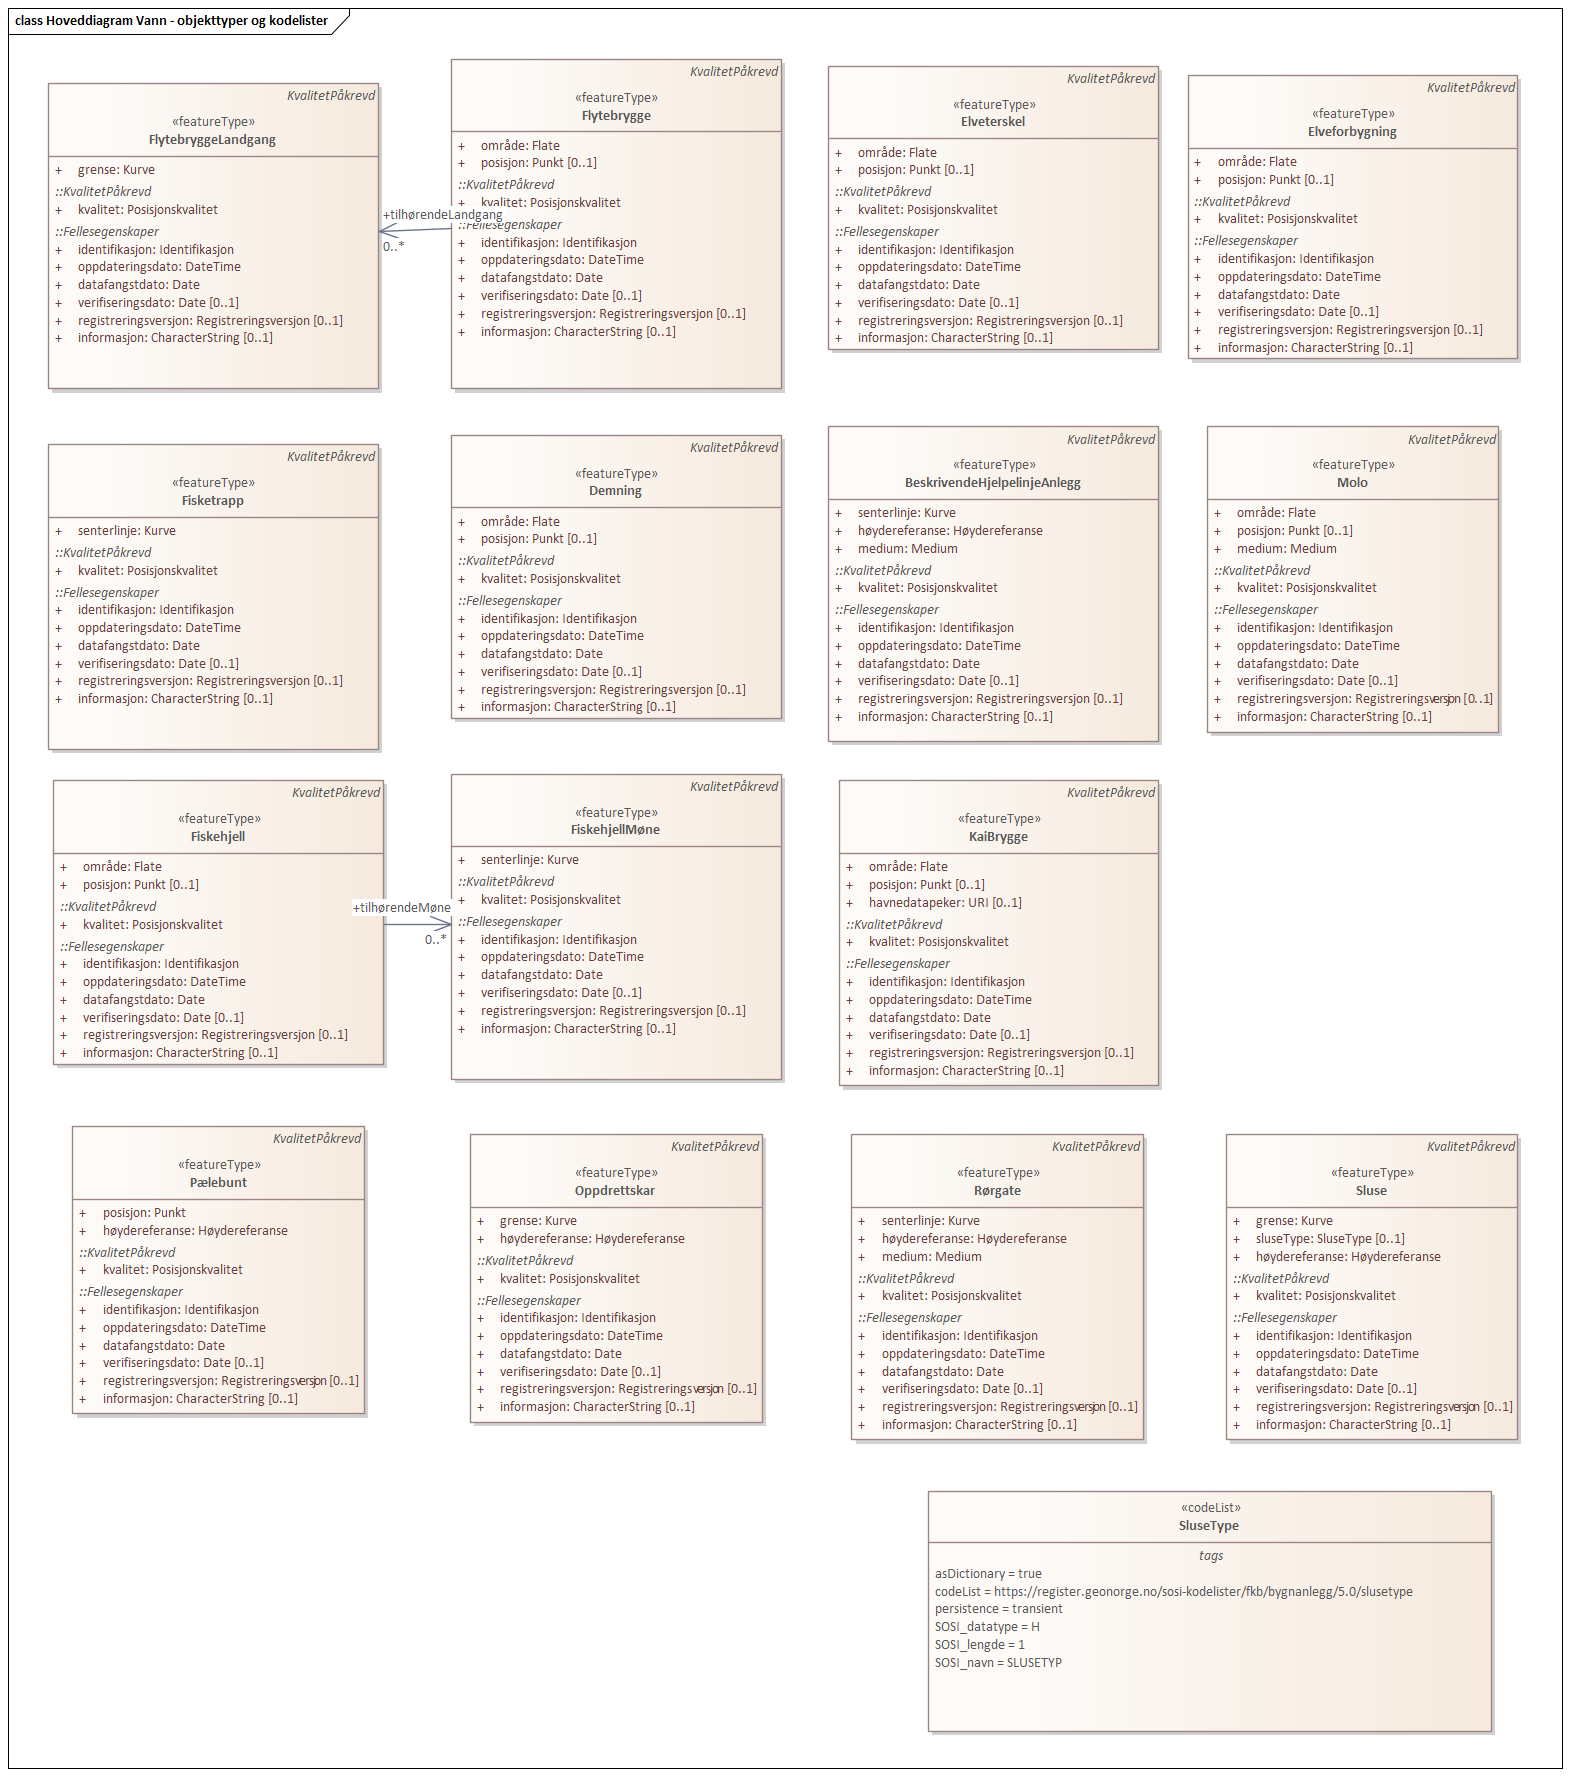 class Hoveddiagram Vann - objekttyper og kodelister
KvalitetPåkrevd
«featureType»
FlytebryggeLandgang
+ grense: Kurve
::KvalitetPåkrevd
+ kvalitet: Posisjonskvalitet
::Fellesegenskaper
+ identifikasjon: Identifikasjon
+ oppdateringsdato: DateTime
+ datafangstdato: Date
+ verifiseringsdato: Date [0..1]
+ registreringsversjon: Registreringsversjon [0..1]
+ informasjon: CharacterString [0..1]
+tilhørendeLandgang
0..*
KvalitetPåkrevd
«featureType»
Flytebrygge
+ område: Flate
+ posisjon: Punkt [0..1]
::KvalitetPåkrevd
+ kvalitet: Posisjonskvalitet
::Fellesegenskaper
+ identifikasjon: Identifikasjon
+ oppdateringsdato: DateTime
+ datafangstdato: Date
+ verifiseringsdato: Date [0..1]
+ registreringsversjon: Registreringsversjon [0..1]
+ informasjon: CharacterString [0..1]
KvalitetPåkrevd
«featureType»
Elveterskel
+ område: Flate
+ posisjon: Punkt [0..1]
::KvalitetPåkrevd
+ kvalitet: Posisjonskvalitet
::Fellesegenskaper
+ identifikasjon: Identifikasjon
+ oppdateringsdato: DateTime
+ datafangstdato: Date
+ verifiseringsdato: Date [0..1]
+ registreringsversjon: Registreringsversjon [0..1]
+ informasjon: CharacterString [0..1]
KvalitetPåkrevd
«featureType»
Elveforbygning
+ område: Flate
+ posisjon: Punkt [0..1]
::KvalitetPåkrevd
+ kvalitet: Posisjonskvalitet
::Fellesegenskaper
+ identifikasjon: Identifikasjon
+ oppdateringsdato: DateTime
+ datafangstdato: Date
+ verifiseringsdato: Date [0..1]
+ registreringsversjon: Registreringsversjon [0..1]
+ informasjon: CharacterString [0..1]
KvalitetPåkrevd
«featureType»
Fisketrapp
+ senterlinje: Kurve
::KvalitetPåkrevd
+ kvalitet: Posisjonskvalitet
::Fellesegenskaper
+ identifikasjon: Identifikasjon
+ oppdateringsdato: DateTime
+ datafangstdato: Date
+ verifiseringsdato: Date [0..1]
+ registreringsversjon: Registreringsversjon [0..1]
+ informasjon: CharacterString [0..1]
KvalitetPåkrevd
«featureType»
Demning
+ område: Flate
+ posisjon: Punkt [0..1]
::KvalitetPåkrevd
+ kvalitet: Posisjonskvalitet
::Fellesegenskaper
+ identifikasjon: Identifikasjon
+ oppdateringsdato: DateTime
+ datafangstdato: Date
+ verifiseringsdato: Date [0..1]
+ registreringsversjon: Registreringsversjon [0..1]
+ informasjon: CharacterString [0..1]
KvalitetPåkrevd
«featureType»
BeskrivendeHjelpelinjeAnlegg
+ senterlinje: Kurve
+ høydereferanse: Høydereferanse
+ medium: Medium
::KvalitetPåkrevd
+ kvalitet: Posisjonskvalitet
::Fellesegenskaper
+ identifikasjon: Identifikasjon
+ oppdateringsdato: DateTime
+ datafangstdato: Date
+ verifiseringsdato: Date [0..1]
+ registreringsversjon: Registreringsversjon [0..1]
+ informasjon: CharacterString [0..1]
KvalitetPåkrevd
«featureType»
Molo
+ område: Flate
+ posisjon: Punkt [0..1]
+ medium: Medium
::KvalitetPåkrevd
+ kvalitet: Posisjonskvalitet
::Fellesegenskaper
+ identifikasjon: Identifikasjon
+ oppdateringsdato: DateTime
+ datafangstdato: Date
+ verifiseringsdato: Date [0..1]
+ registreringsversjon: Registreringsversjon [0..1]
+ informasjon: CharacterString [0..1]
KvalitetPåkrevd
«featureType»
Fiskehjell
+ område: Flate
+ posisjon: Punkt [0..1]
::KvalitetPåkrevd
+ kvalitet: Posisjonskvalitet
::Fellesegenskaper
+ identifikasjon: Identifikasjon
+ oppdateringsdato: DateTime
+ datafangstdato: Date
+ verifiseringsdato: Date [0..1]
+ registreringsversjon: Registreringsversjon [0..1]
+ informasjon: CharacterString [0..1]
+tilhørendeMøne
0..*
KvalitetPåkrevd
«featureType»
FiskehjellMøne
+ senterlinje: Kurve
::KvalitetPåkrevd
+ kvalitet: Posisjonskvalitet
::Fellesegenskaper
+ identifikasjon: Identifikasjon
+ oppdateringsdato: DateTime
+ datafangstdato: Date
+ verifiseringsdato: Date [0..1]
+ registreringsversjon: Registreringsversjon [0..1]
+ informasjon: CharacterString [0..1]
KvalitetPåkrevd
«featureType»
KaiBrygge
+ område: Flate
+ posisjon: Punkt [0..1]
+ havnedatapeker: URI [0..1]
::KvalitetPåkrevd
+ kvalitet: Posisjonskvalitet
::Fellesegenskaper
+ identifikasjon: Identifikasjon
+ oppdateringsdato: DateTime
+ datafangstdato: Date
+ verifiseringsdato: Date [0..1]
+ registreringsversjon: Registreringsversjon [0..1]
+ informasjon: CharacterString [0..1]
KvalitetPåkrevd
«featureType»
Pælebunt
+ posisjon: Punkt
+ høydereferanse: Høydereferanse
::KvalitetPåkrevd
+ kvalitet: Posisjonskvalitet
::Fellesegenskaper
+ identifikasjon: Identifikasjon
+ oppdateringsdato: DateTime
+ datafangstdato: Date
+ verifiseringsdato: Date [0..1]
+ registreringsversjon: Registreringsversjon [0..1]
+ informasjon: CharacterString [0..1]
KvalitetPåkrevd
«featureType»
Oppdrettskar
+ grense: Kurve
+ høydereferanse: Høydereferanse
::KvalitetPåkrevd
+ kvalitet: Posisjonskvalitet
::Fellesegenskaper
+ identifikasjon: Identifikasjon
+ oppdateringsdato: DateTime
+ datafangstdato: Date
+ verifiseringsdato: Date [0..1]
+ registreringsversjon: Registreringsversjon [0..1]
+ informasjon: CharacterString [0..1]
KvalitetPåkrevd
«featureType»
Rørgate
+ senterlinje: Kurve
+ høydereferanse: Høydereferanse
+ medium: Medium
::KvalitetPåkrevd
+ kvalitet: Posisjonskvalitet
::Fellesegenskaper
+ identifikasjon: Identifikasjon
+ oppdateringsdato: DateTime
+ datafangstdato: Date
+ verifiseringsdato: Date [0..1]
+ registreringsversjon: Registreringsversjon [0..1]
+ informasjon: CharacterString [0..1]
KvalitetPåkrevd
«featureType»
Sluse
+ grense: Kurve
+ sluseType: SluseType [0..1]
+ høydereferanse: Høydereferanse
::KvalitetPåkrevd
+ kvalitet: Posisjonskvalitet
::Fellesegenskaper
+ identifikasjon: Identifikasjon
+ oppdateringsdato: DateTime
+ datafangstdato: Date
+ verifiseringsdato: Date [0..1]
+ registreringsversjon: Registreringsversjon [0..1]
+ informasjon: CharacterString [0..1]
«codeList»
SluseType
tags
asDictionary = true
codeList = https://register.geonorge.no/sosi-kodelister/fkb/bygnanlegg/5.0/slusetype
persistence = transient
SOSI_datatype = H
SOSI_lengde = 1
SOSI_navn = SLUSETYP